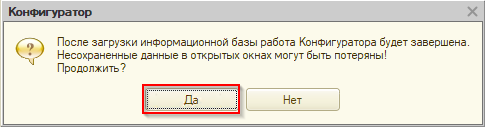 Конфигуратор
После загрузки информационной базы работа Конфигуратора будет завершена.
Несохраненные данные в открытых окнах могут быть потеряны!
Продолжить?
Да
Нет